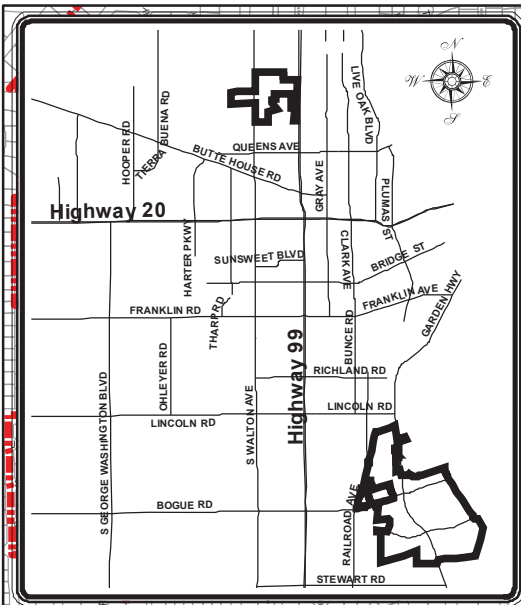 N
W E
S
LIVE OAK BLVD
HOOPER RD
TIERRA BUENA RD
QUEENS AVE
BUTTE HOUSE RD
GRAY AVE
PLUMAS ST
Highway 20
HARTER PKWY
SUNSWEET BLVD
CLARK AVE
BRIDGE ST
FRANKLIN RD
THARP RD
FRANKLIN AVE
GARDEN HWY
BUNCE RD
Highway 99
OHLEYER RD
RICHLAND RD
S GEORGE WASHINGTON BLVD
S WALTON AVE
LINCOLN RD
LINCOLN RD
BOGUE RD
RAILROAD AVE
STEWART RD